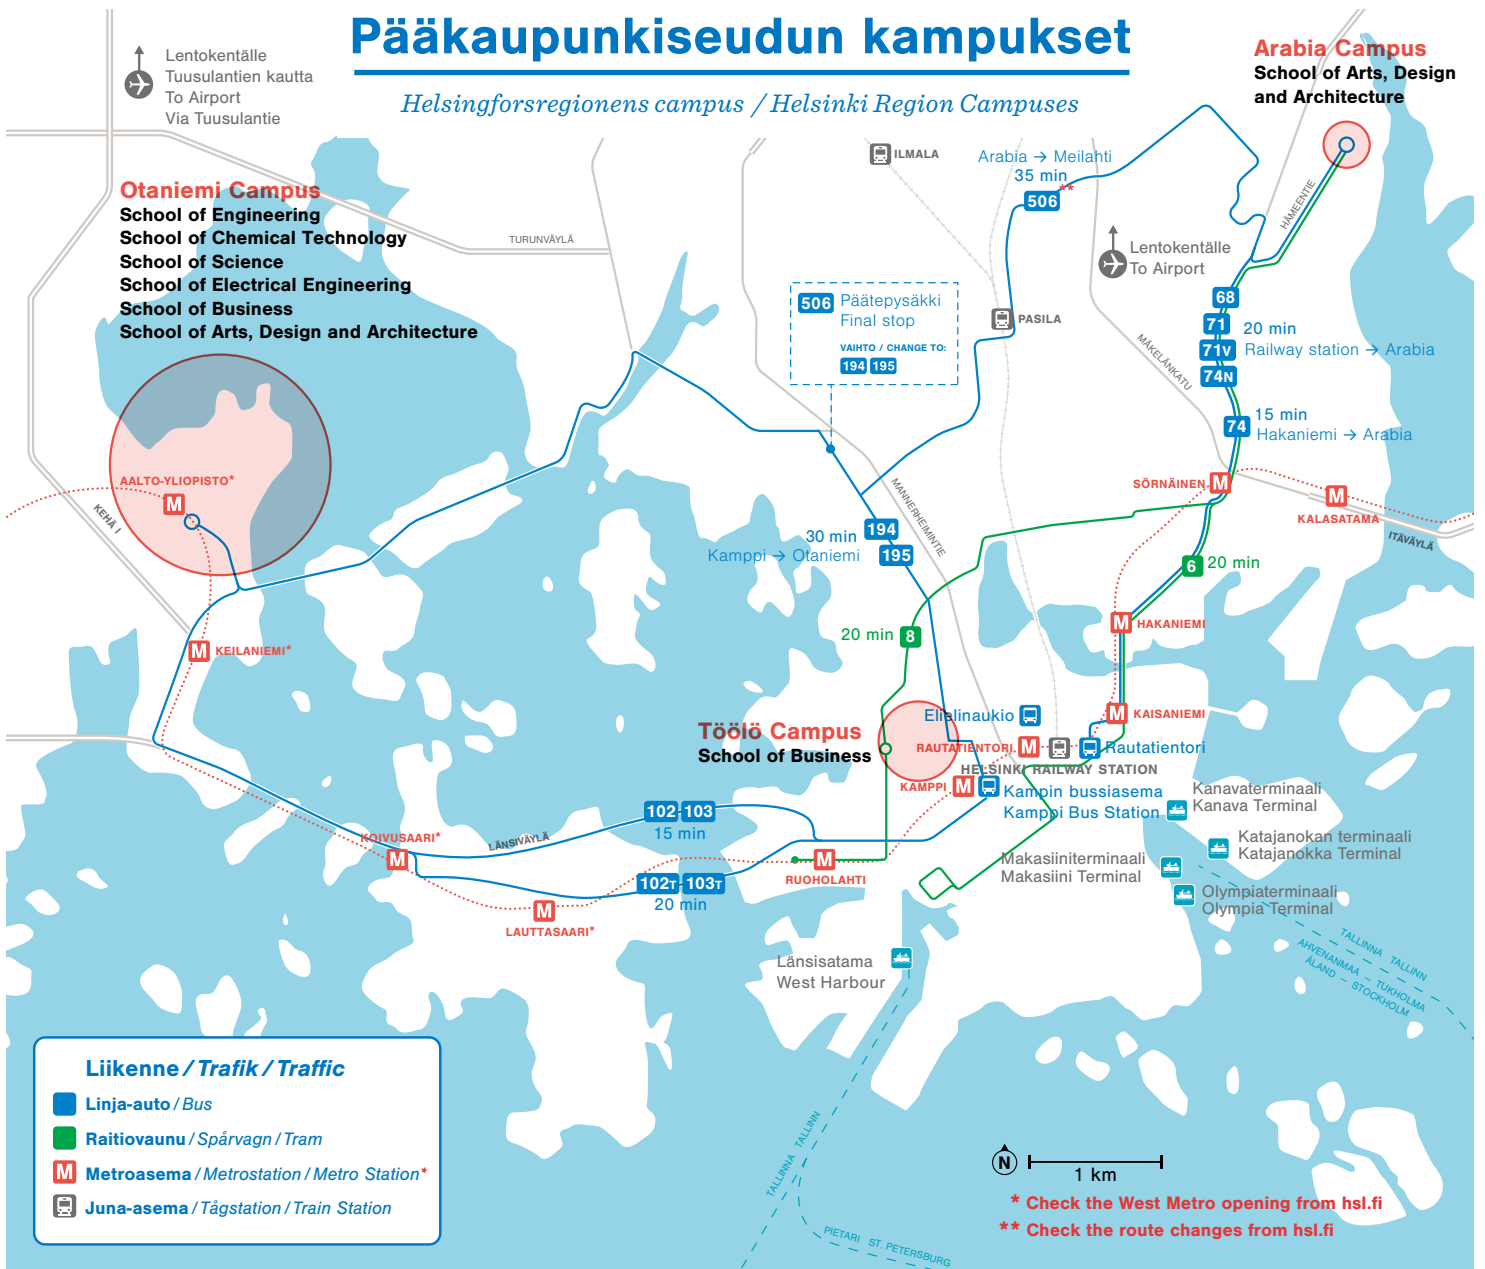 Pääkaupunkiseudun kampukset
Helsingforsregionens campus / Helsinki Region Campuses
Lentokentälle
Tuusulantien kautta
To Airport
Via Tuusulantie
Arabia Campus
School of Arts, Design
and Architecture
Otaniemi Campus
School of Engineering
School of Chemical Technology
School of Science
School of Electrical Engineering
School of Business
School of Arts, Design and Architecture
TURUNVÄYLÄ
ILMALA
Arabia → Meilahti
35 min
**
506
HÄMEENTIE
Lentokentälle
To Airport
506
Päätepysäkki
Final stop
VAIHTO / CHANGE TO:
194 195
PASILA
MÄKELÄNKATU
68
71
71V
74N
20 min
Railway station → Arabia
74
15 min
Hakaniemi → Arabia
AALTO-YLIOPISTO*
M
KEHÄ I
MANNERHEIMINTIE
SÖRNÄINEN
M
M
KALASATAMA
ITÄVÄYLÄ
194
195
30 min
Kamppi → Otaniemi
6
20 min
20 min
8
M
HAKANIEMI
M
KEILANIEMI*
Töölö Campus
School of Business
Elielinaukio
M
KAISANIEMI
RAUTATIENTORI
M
Rautatientori
HELSINKI RAILWAY STATION
KAMPPI
M
Kampin bussiasema
Kamppi Bus Station
Kanavaterminaali
Kanava Terminal
Katajanokan terminaali
Katajanokka Terminal
Makasiiniterminaali
Makasiini Terminal
Olympiaterminaali
Olympia Terminal
102 103
15 min
LÄNSIVÄYLÄ
KOIVUSAARI*
M
M
RUOHOLAHTI
102T 103T
20 min
M
LAUTTASAARI*
Länsisatama
West Harbour
TALLINNA TALLINN
AHVENANMAA – TUKHOLMA
ÅLAND – STOCKHOLM
TALLINNA TALLINN
PIETARI ST. PETERSBURG
Liikenne / Trafik / Traffic
Linja-auto / Bus
Raitiovaunu / Spårvagn / Tram
M
Metroasema / Metrostation / Metro Station*
Juna-asema / Tågstation / Train Station
N
1 km
* Check the West Metro opening from hsl.fi
** Check the route changes from hsl.fi